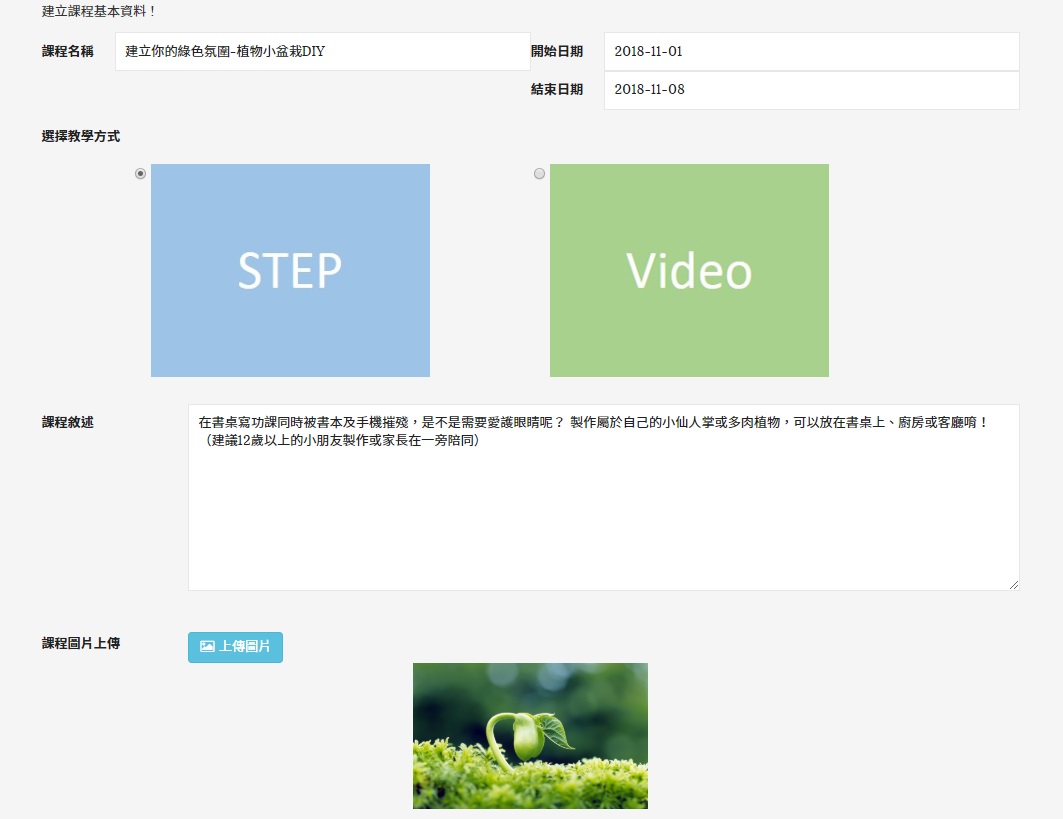 建立課程基本資料！
課程名稱 建立你的綠色氛圍-植物小盆栽DIY 開始日期 2018-11-01
結束日期 2018-11-08
選擇教學方式
STEP Video
課程敘述 在書桌寫功課同時被書本及手機摧殘，是不是需要愛護眼睛呢？ 製作屬於自己的小仙人掌或多肉植物，可以放在書桌上、廚房或客廳唷！
（建議12歲以上的小朋友製作或家長在一旁陪同）
課程圖片上傳 上傳圖片